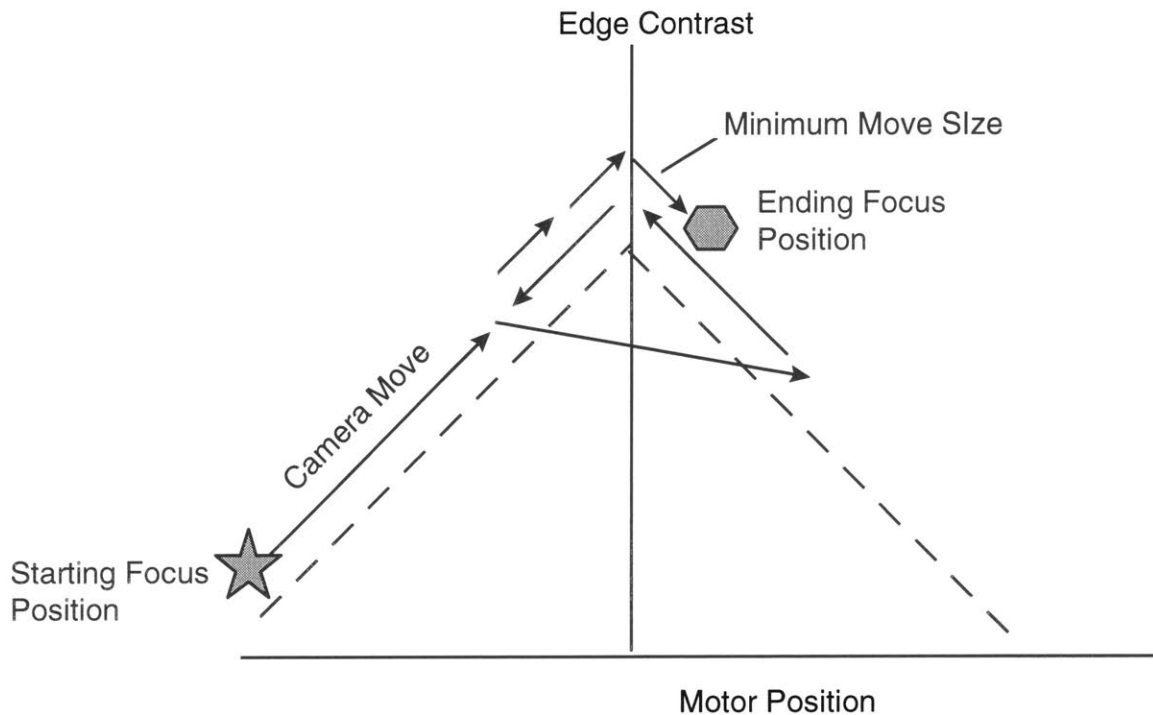 Edge Contrast
Minimum Move SIze
Ending Focus
Position
Camera Move
Starting Focus
Position
Motor Position